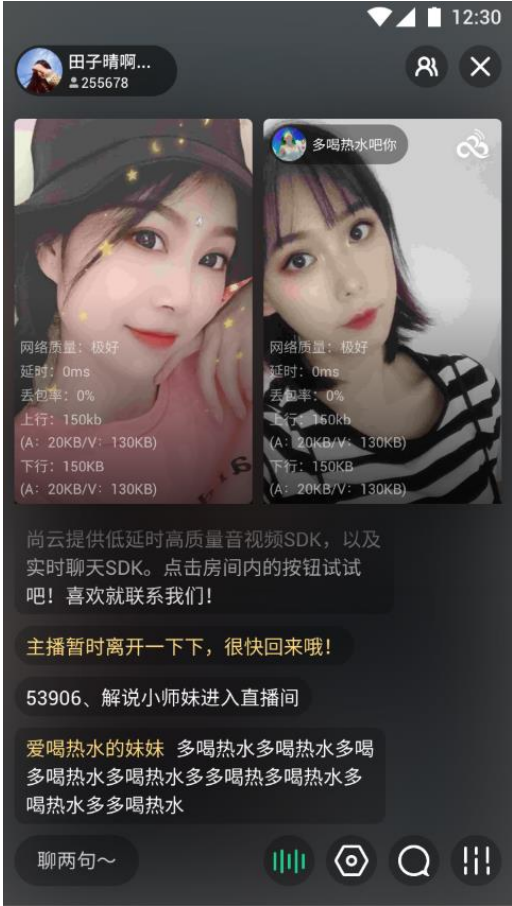 12:30
田子晴啊...
255678
多喝热水吧你
网络质量：极好
延时：0ms
丢包率：0%
上行：150kb
(A：20KB/V：130KB)
下行：150KB
(A：20KB/V：130KB)
网络质量：极好
延时：0ms
丢包率：0%
上行：150kb
(A：20KB/V：130KB)
下行：150KB
(A：20KB/V：130KB)
尚云提供低延时高质量音视频SDK，以及
实时聊天SDK。点击房间内的按钮试试
吧！喜欢就联系我们！
主播暂时离开一下下，很快回来哦！
53906、解说小师妹进入直播间
爱喝热水的妹妹 多喝热水多喝热水多喝
多喝热水多喝热水多多喝热多喝热水多
喝热水多多喝热水
聊两句～